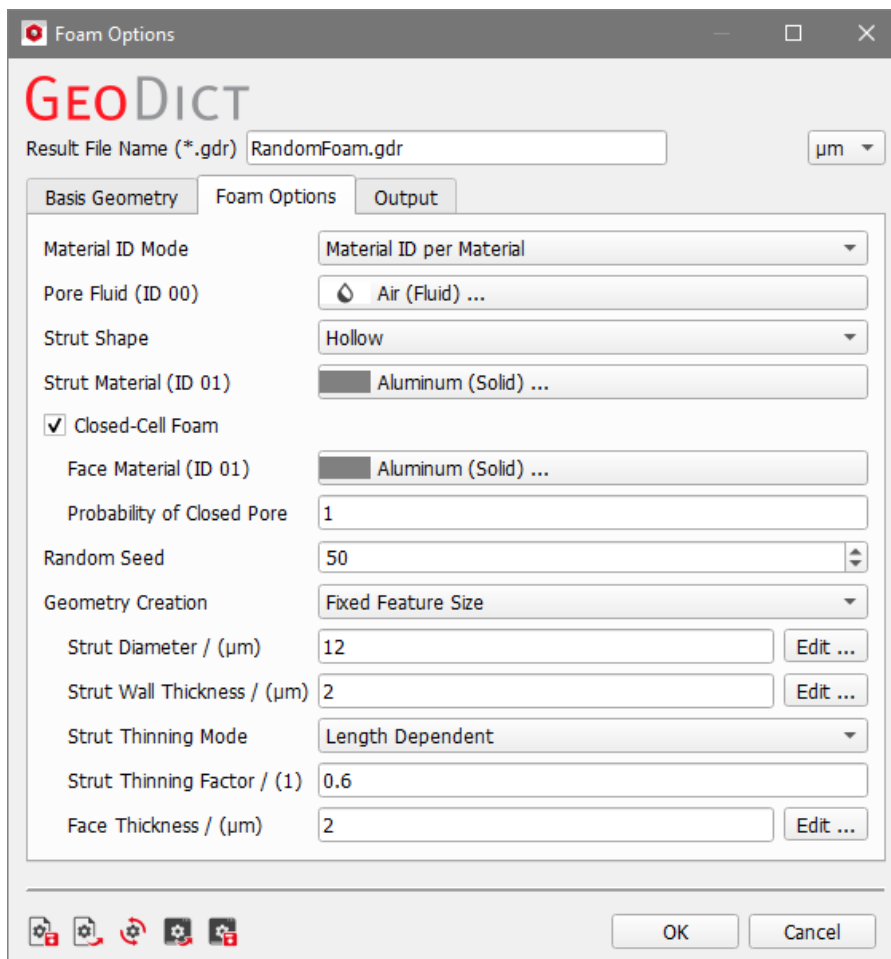 Foam Options
GEODICT
Result File Name (*.gdr) RandomFoam.gdr µm
Basis Geometry Foam Options Output
Material ID Mode Material ID per Material
Pore Fluid (ID 00) Air (Fluid) ...
Strut Shape Hollow
Strut Material (ID 01) Aluminum (Solid) ...
Closed-Cell Foam
Face Material (ID 01) Aluminum (Solid) ...
Probability of Closed Pore 1
Random Seed 50
Geometry Creation Fixed Feature Size
Strut Diameter / (µm) 12 Edit ...
Strut Wall Thickness / (µm) 2 Edit ...
Strut Thinning Mode Length Dependent
Strut Thinning Factor / (1) 0.6
Face Thickness / (µm) 2 Edit ...
OK Cancel